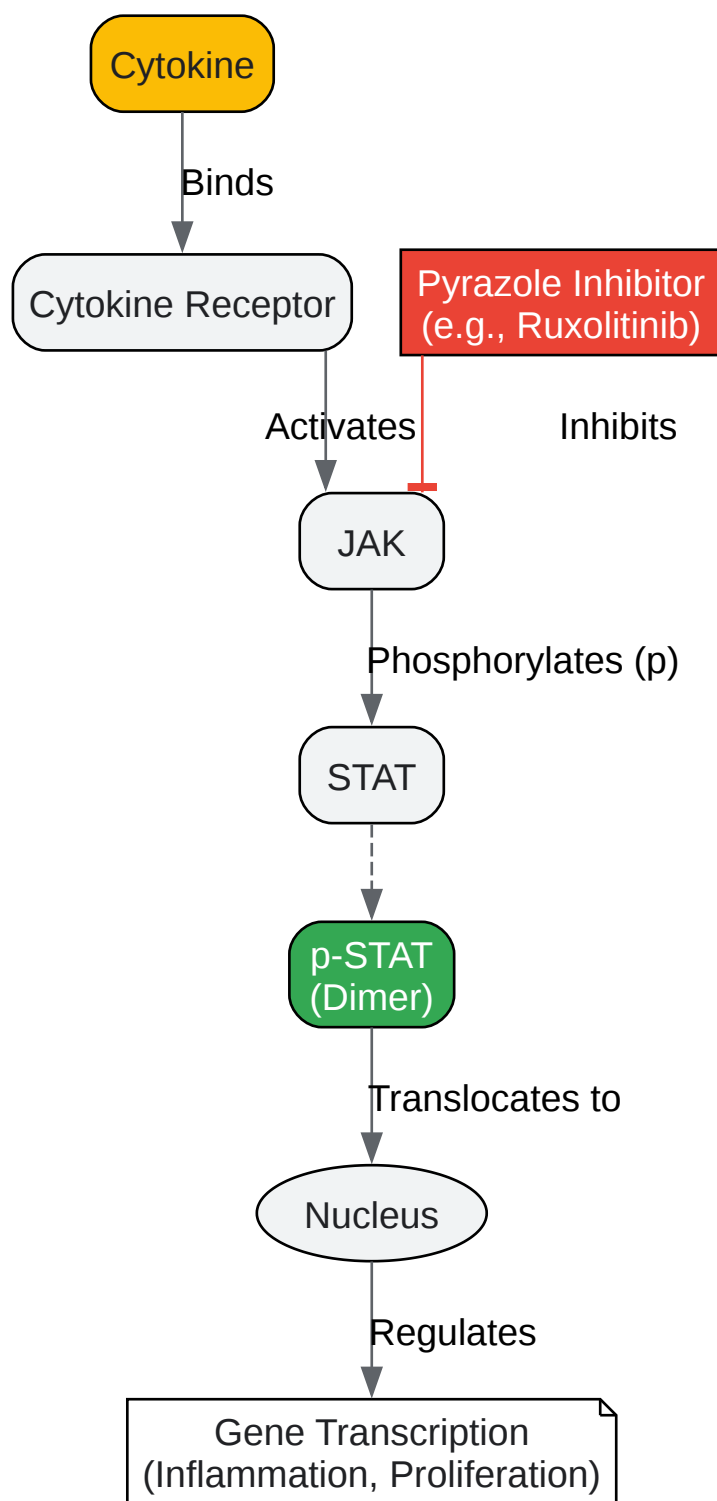 Cytokine
Binds
Cytokine Receptor
Pyrazole Inhibitor
(e.g., Ruxolitinib)
Activates
Inhibits
JAK
Phosphorylates (p)
STAT
p-STAT
(Dimer)
Translocates to
Nucleus
Regulates
Gene Transcription
(Inflammation, Proliferation)